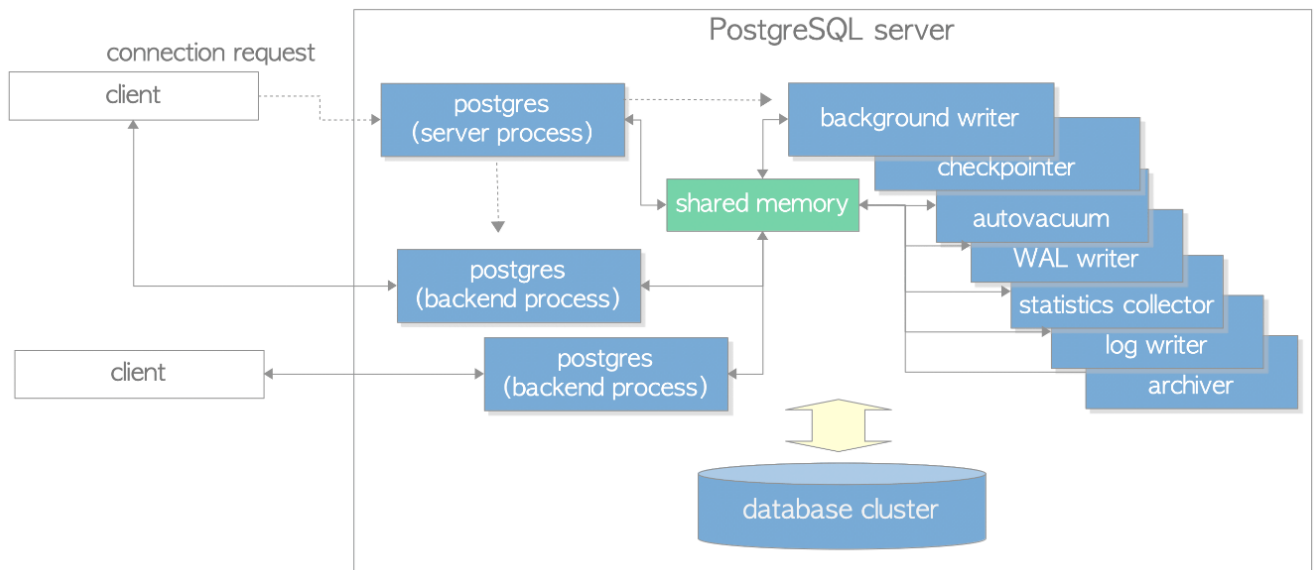 PostgreSQL server
connection request
client
postgres
(server process)
background writer
checkpointer
shared memory
autovacuum
WAL writer
postgres
(backend process)
statistics collector
log writer
client
postgres
(backend process)
archiver
database cluster